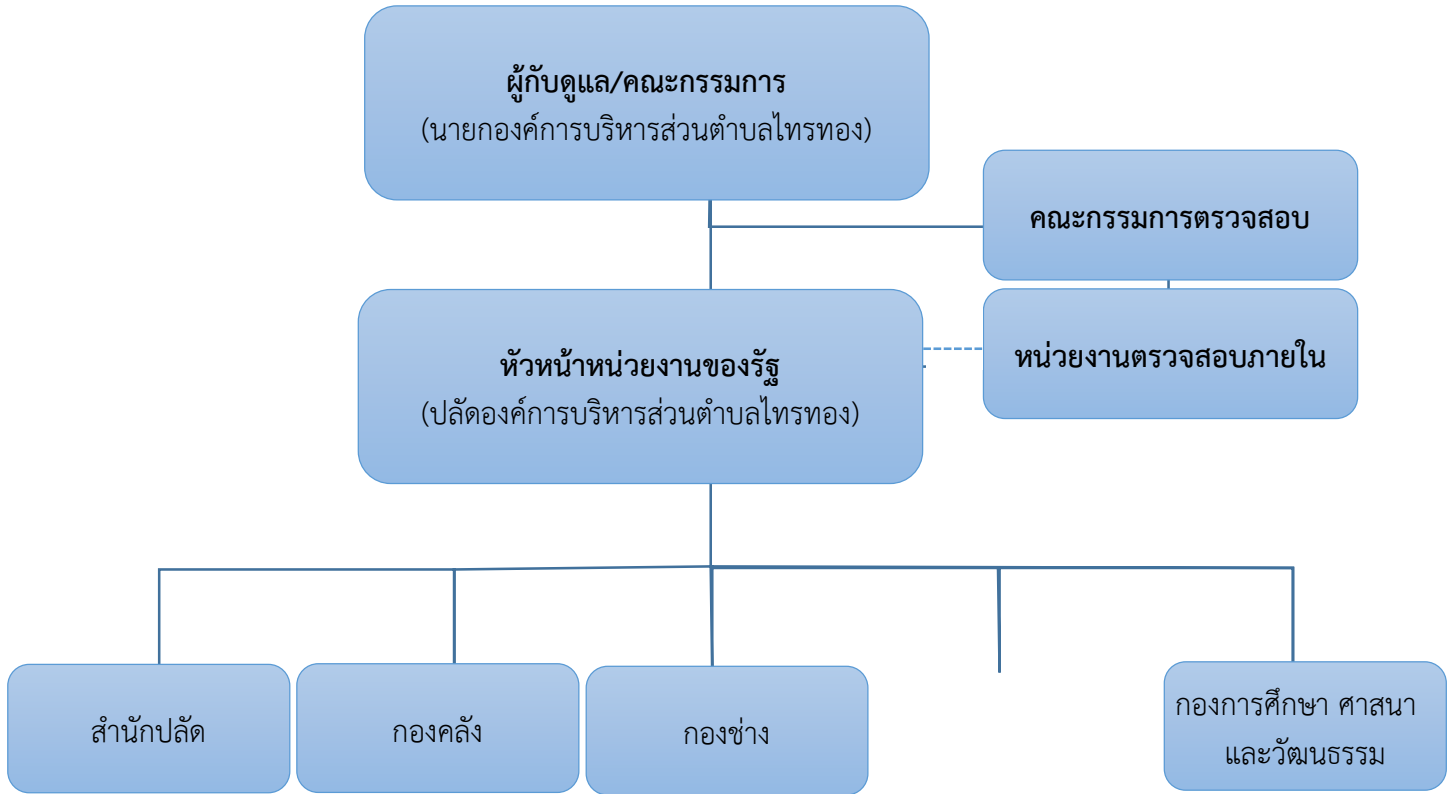 ผู้กับดูแล/คณะกรรมการ
(นายกองค์การบริหารส่วนตำบลไทรทอง)
คณะกรรมการตรวจสอบ
หัวหน้าหน่วยงานของรัฐ
(ปลัดองค์การบริหารส่วนตำบลไทรทอง)
หน่วยงานตรวจสอบภายใน
สำนักปลัด
กองคลัง
กองช่าง
กองการศึกษา ศาสนา
และวัฒนธรรม